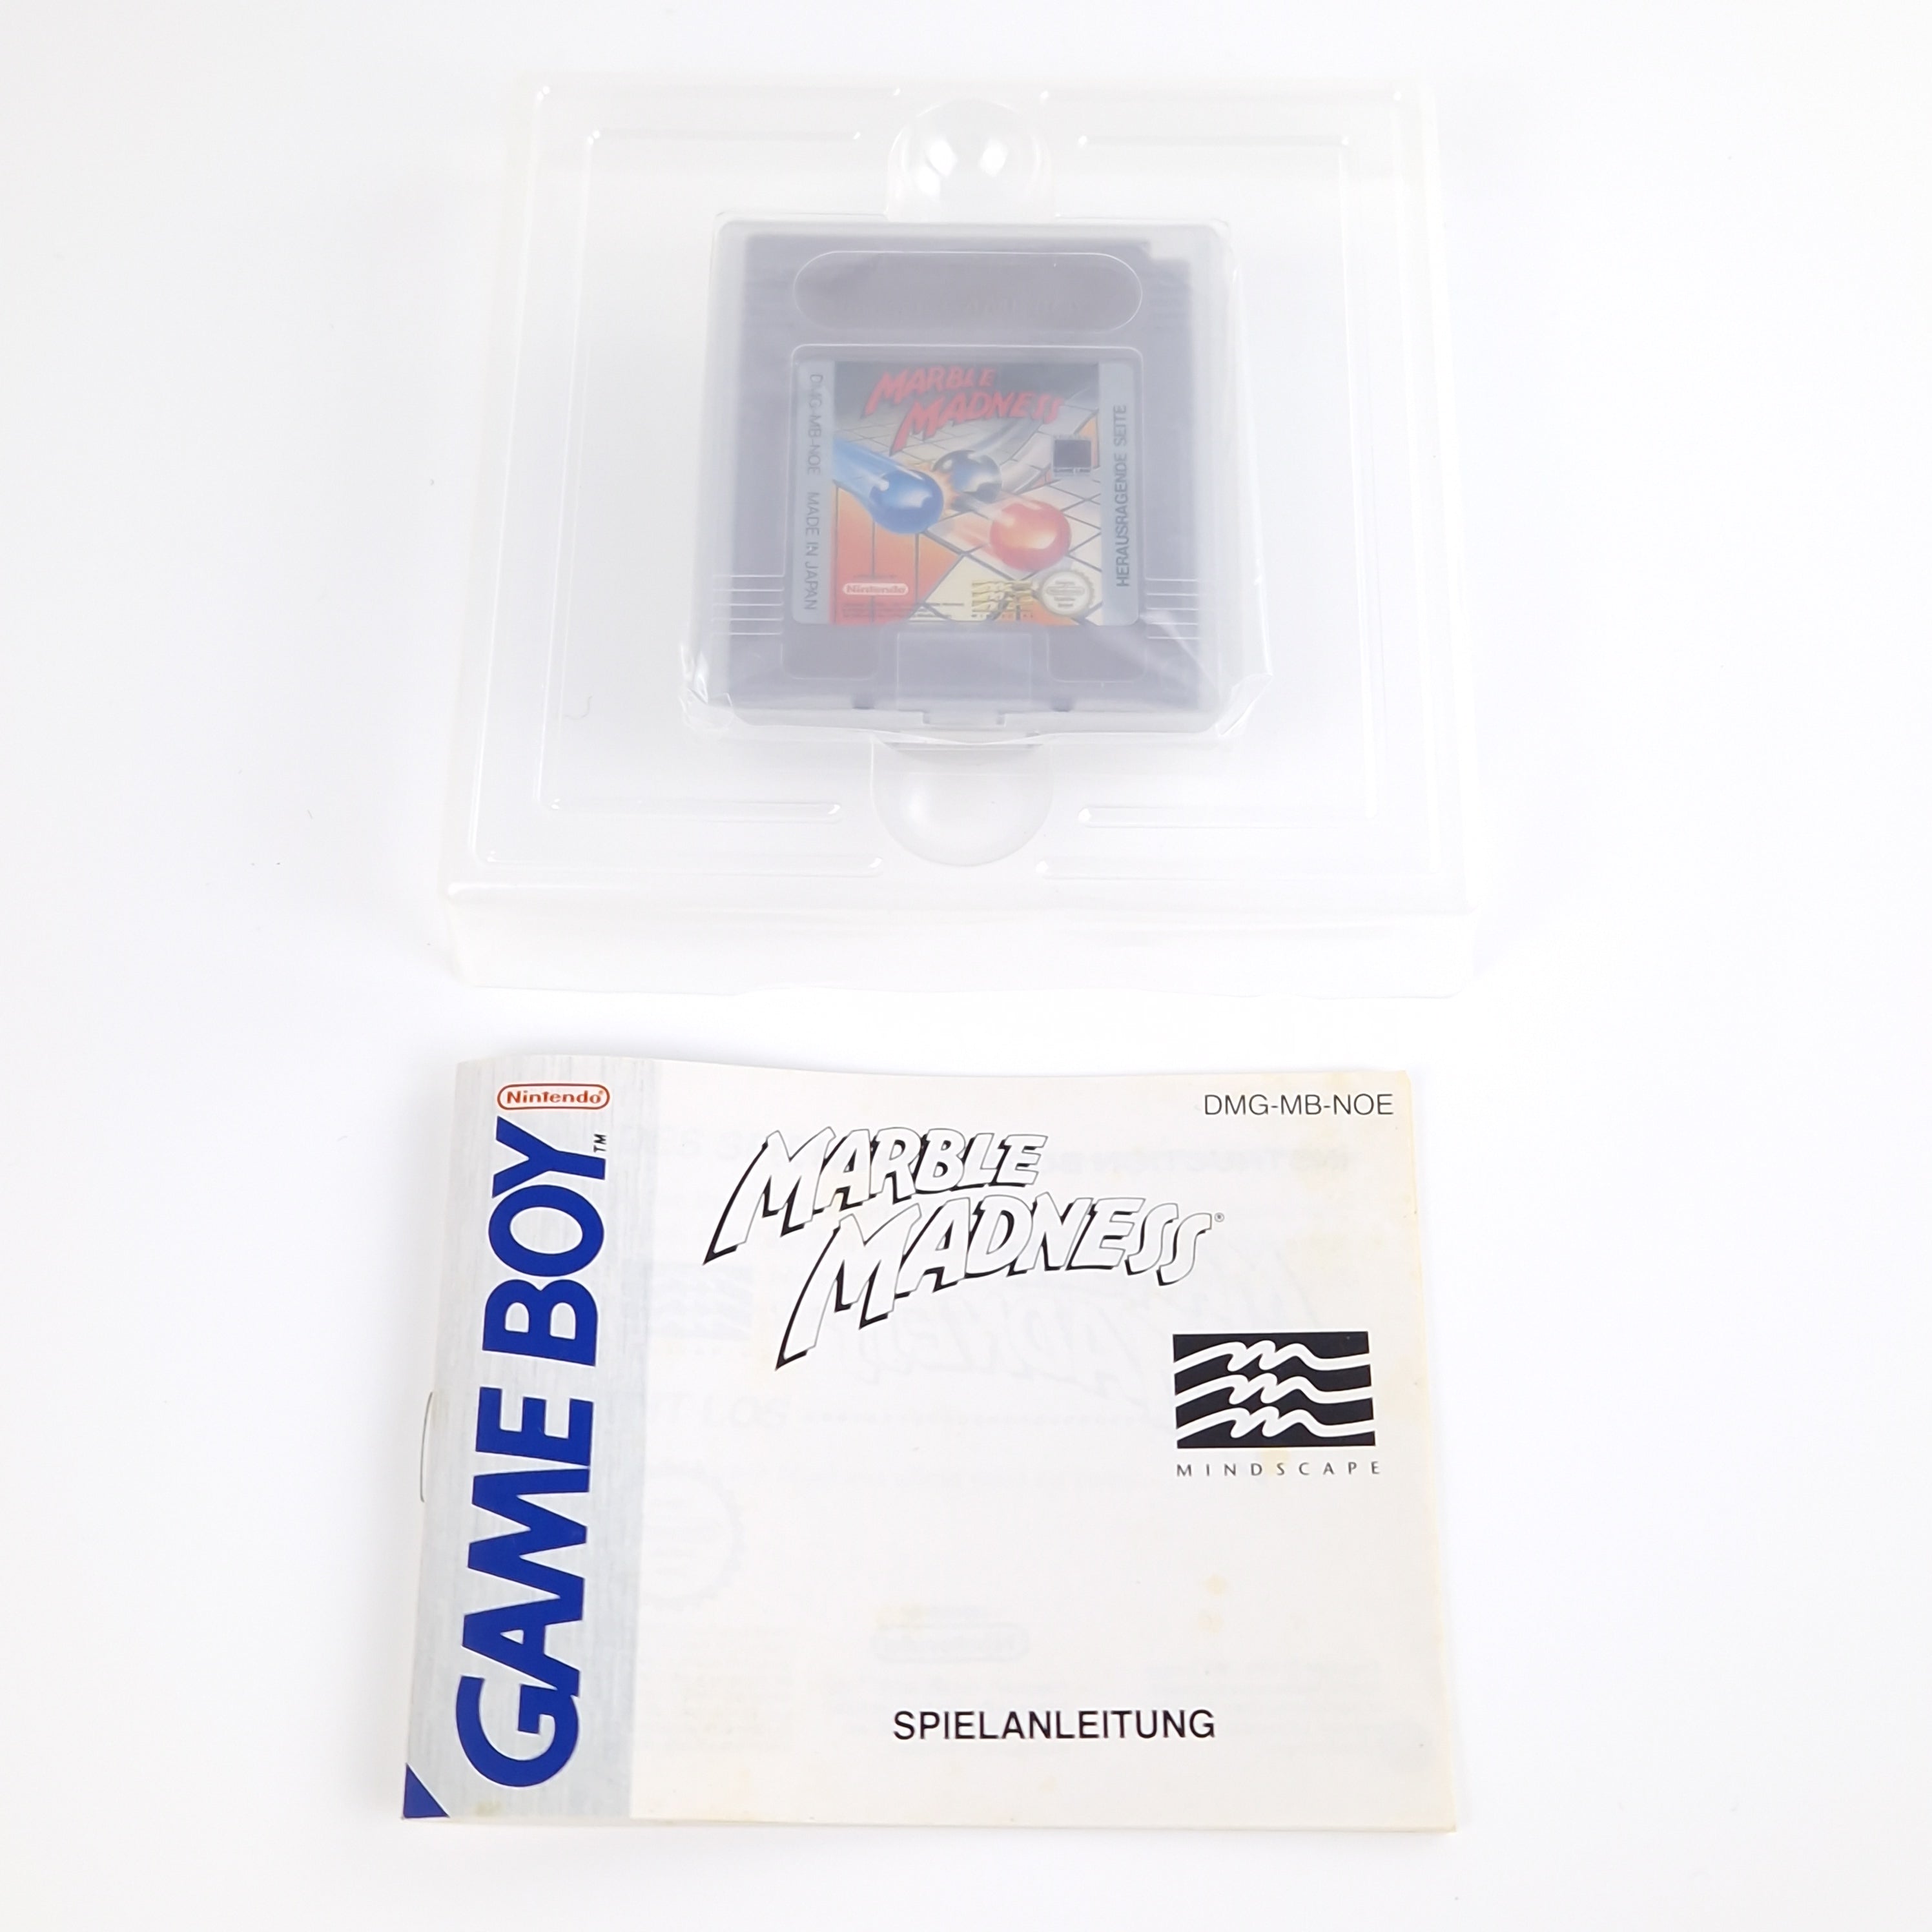 MARBLE
MADNESS
DMG-MB-NOE MADE IN JAPAN
HERAUSRAGENDE SEITE
Nintendo
Nintendo
GAME BOY™
DMG-MB-NOE
MARBLE
MADNESS®
MINDSCAPE
SPIELANLEITUNG